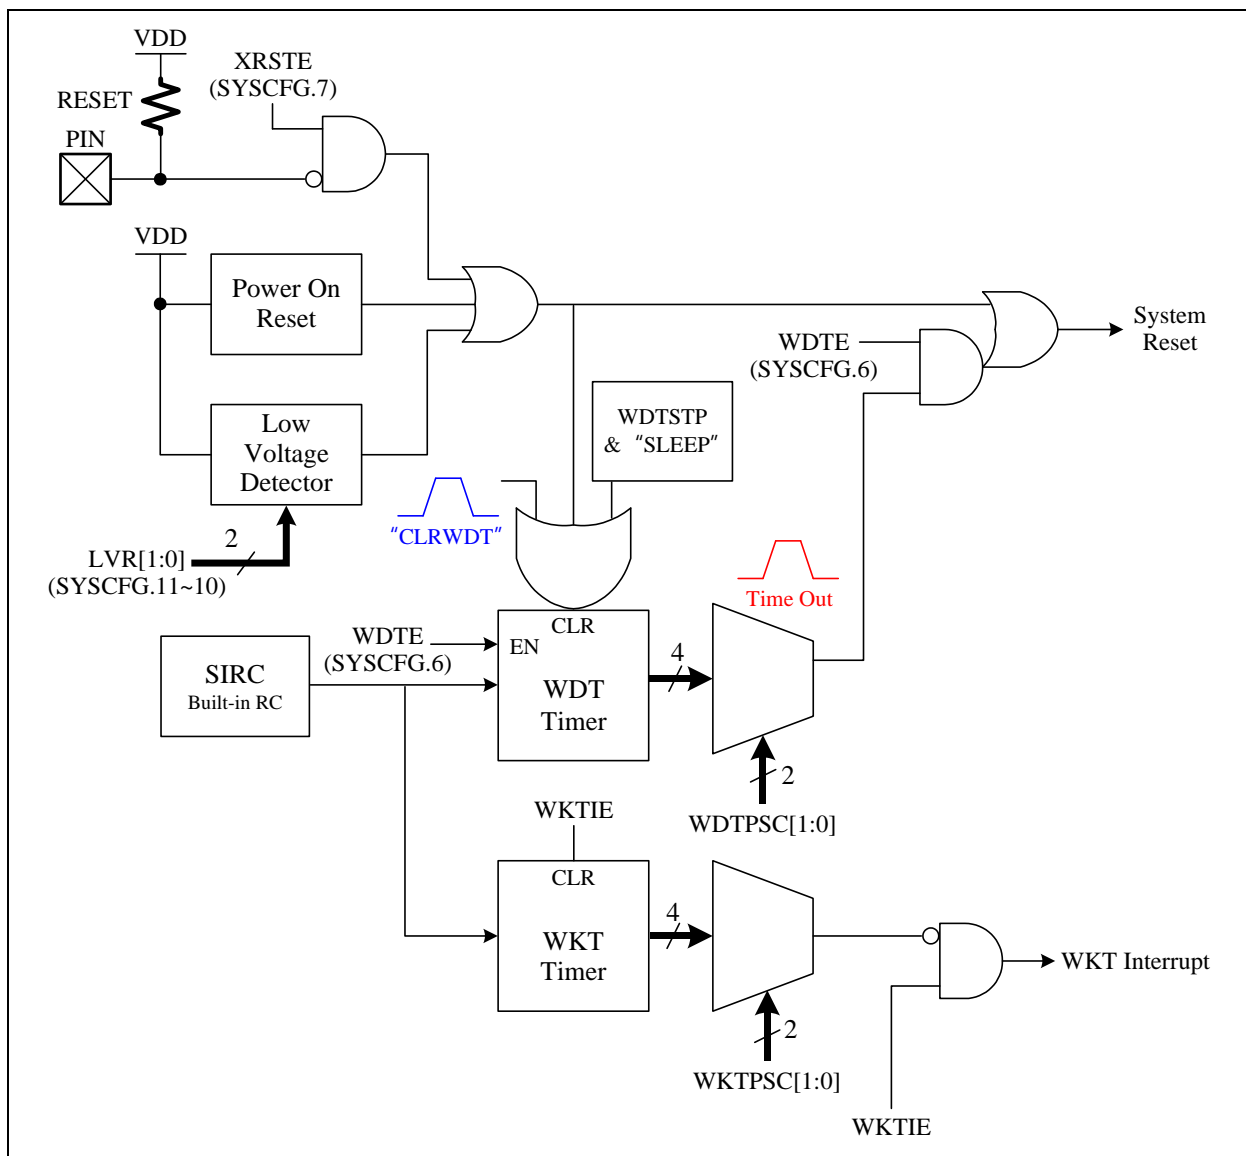 VDD
XRSTE
(SYSCFG.7)
RESET
PIN
VDD
Power On
Reset
System
Reset
WDTE
(SYSCFG.6)
Low
Voltage
Detector
WDTSTP
& "SLEEP"
"CLRWDT"
2
LVR[1:0]
(SYSCFG.11~10)
Time Out
CLR
WDTE
(SYSCFG.6)
EN
SIRC
Built-in RC
WDT
Timer
4
2
WDTPSC[1:0]
WKTIE
CLR
WKT
Timer
4
WKT Interrupt
2
WKTPSC[1:0]
WKTIE